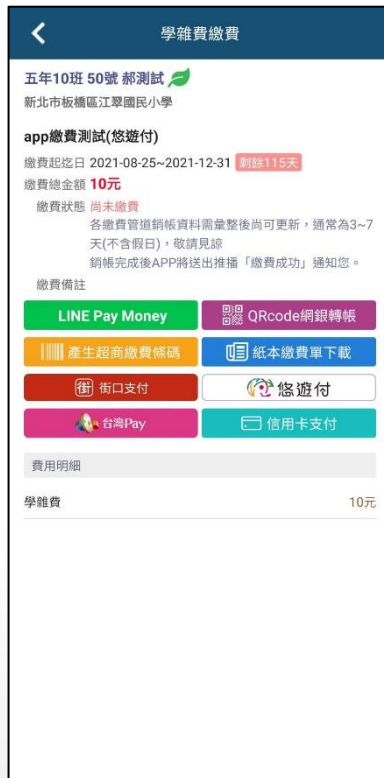 學雜費繳費
五年10班 50號 郝測試
新北市板橋區江翠國民小學
app繳費測試(悠遊付)
繳費起迄日 2021-08-25~2021-12-31 剩餘115天
繳費總金額 10元
繳費狀態 尚未繳費
各繳費管道銷帳資料需彙整後尚可更新，通常為3~7
天(不含假日)，敬請見諒
銷帳完成後APP將送出推播「繳費成功」通知您。
繳費備註
LINE Pay Money
QRcode網銀轉帳
產生超商繳費條碼
紙本繳費單下載
街 街口支付
悠遊付
台灣Pay
信用卡支付
費用明細
學雜費 10元